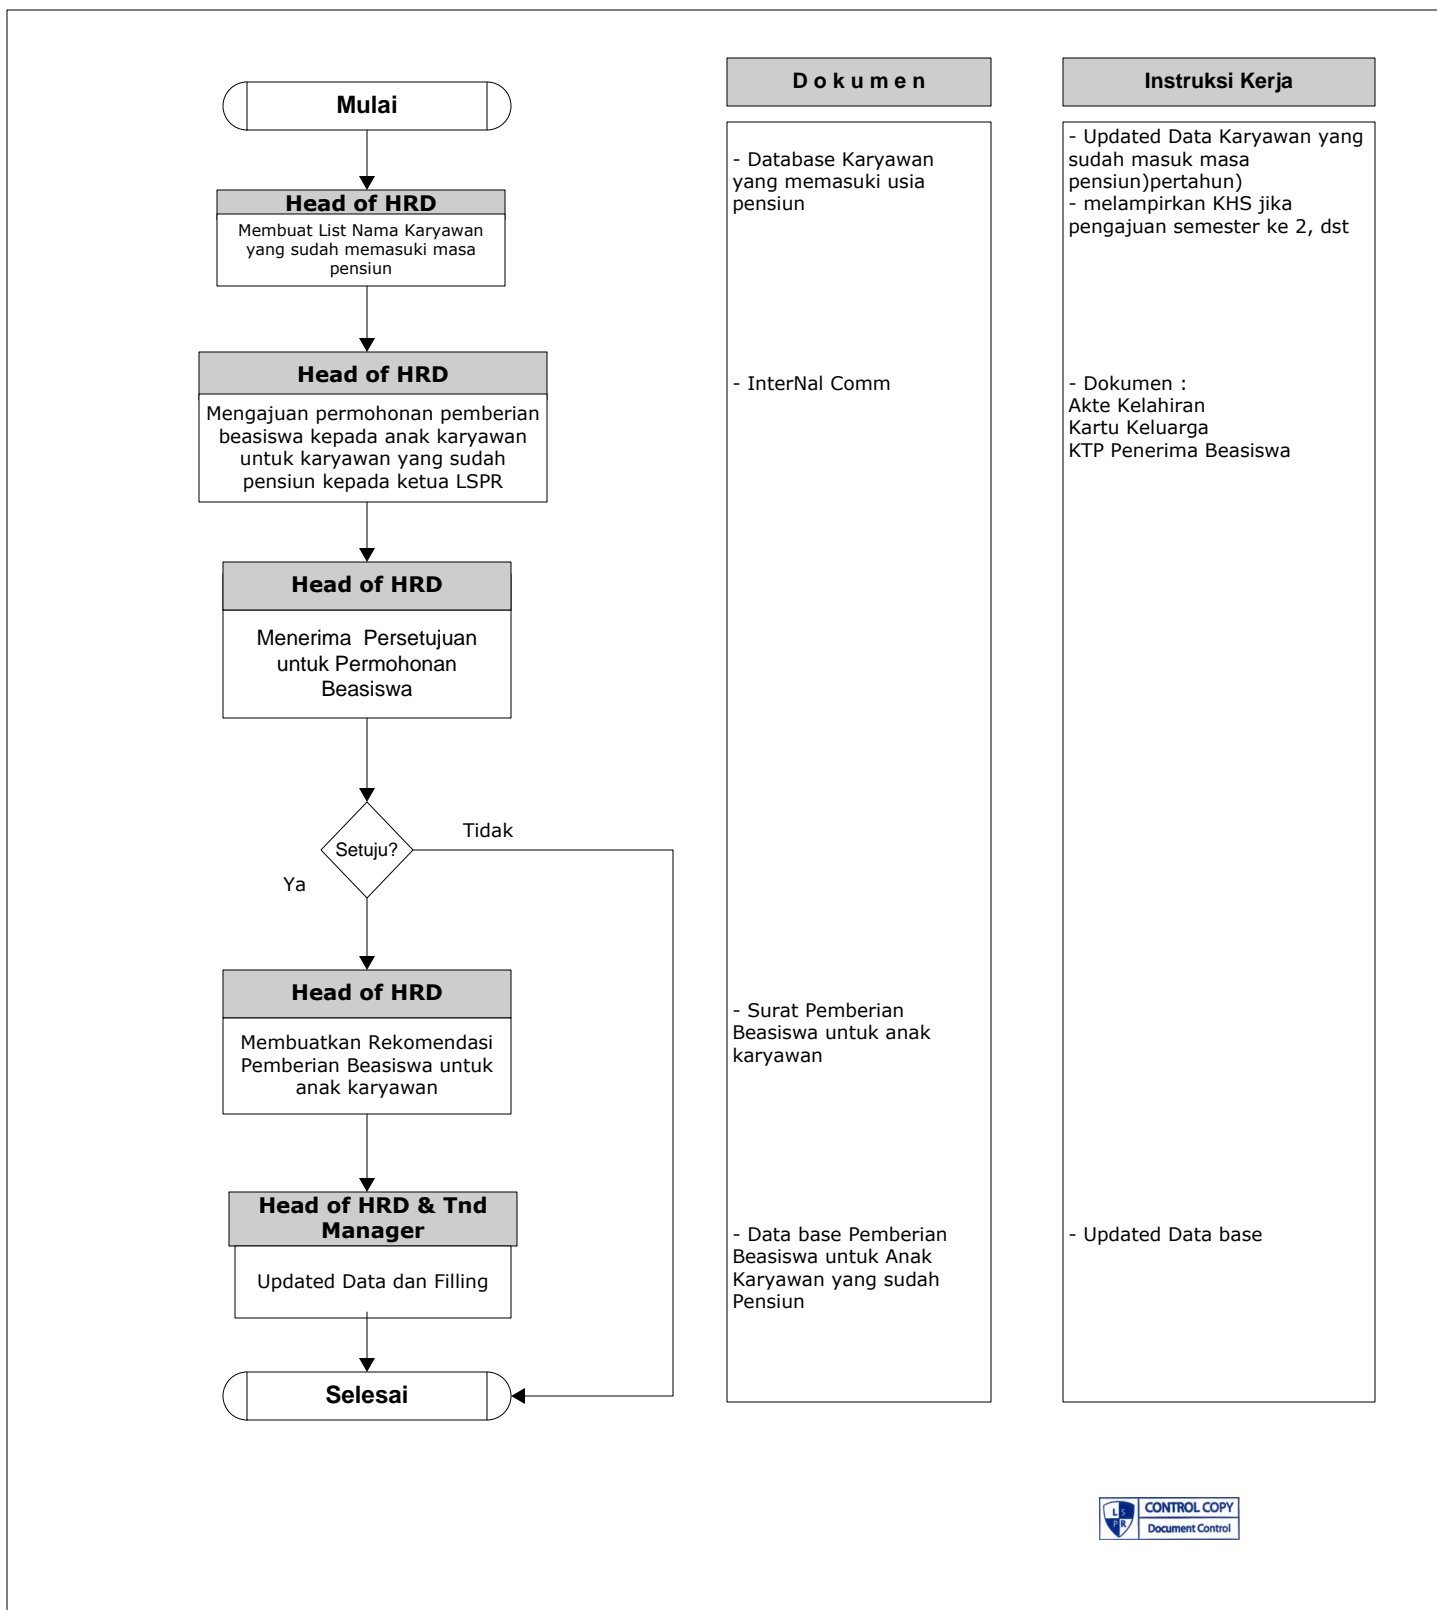 Mulai
Head of HRD
Membuat List Nama Karyawan
yang sudah memasuki masa
pensiun
Head of HRD
Mengajuan permohonan pemberian
beasiswa kepada anak karyawan
untuk karyawan yang sudah
pensiun kepada ketua LSPR
Head of HRD
Menerima Persetujuan
untuk Permohonan
Beasiswa
Setuju?
Tidak
Ya
Head of HRD
Membuatkan Rekomendasi
Pemberian Beasiswa untuk
anak karyawan
Head of HRD & Tnd
Manager
Updated Data dan Filling
Selesai
D o k u m e n
- Database Karyawan
yang memasuki usia
pensiun
- InterNal Comm
- Surat Pemberian
Beasiswa untuk anak
karyawan
- Data base Pemberian
Beasiswa untuk Anak
Karyawan yang sudah
Pensiun
Instruksi Kerja
- Updated Data Karyawan yang
sudah masuk masa
pensiun)pertahun)
- melampirkan KHS jika
pengajuan semester ke 2, dst
- Dokumen :
Akte Kelahiran
Kartu Keluarga
KTP Penerima Beasiswa
- Updated Data base
L S
P R
CONTROL COPY
Document Control